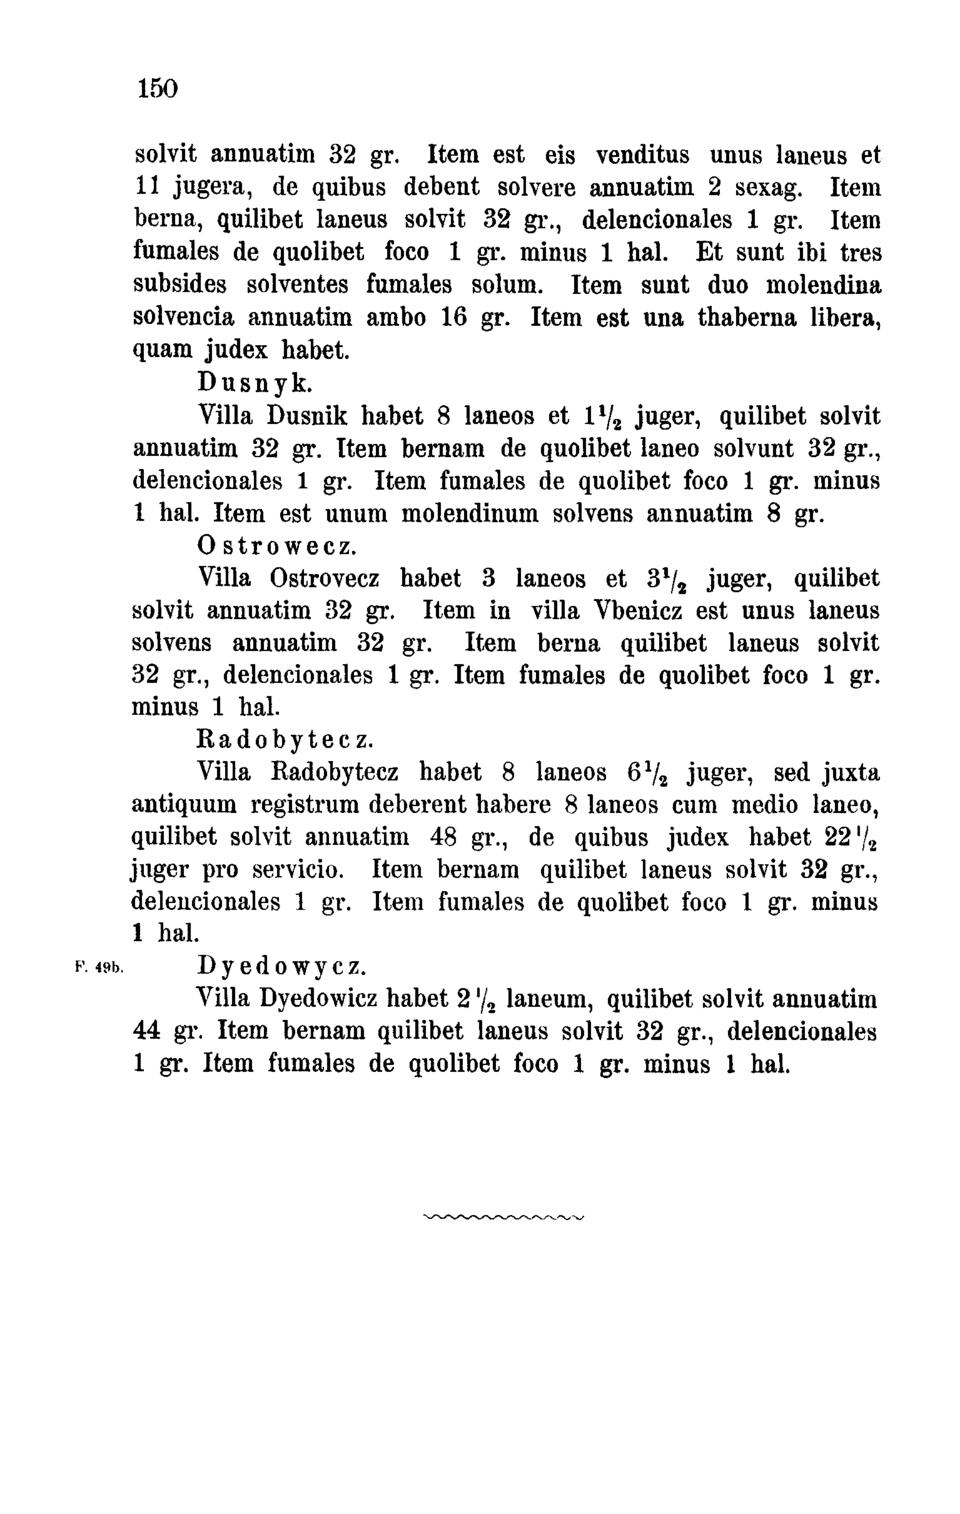 150
solvit annuatim 32 gr. Item est eis venditus unus laneus et
11 jugera, de quibus debent solvere annuatim 2 sexag. Item
berna, quilibet laneus solvit 32 gr., delencionales 1 gr. Item
fumales de quolibet foco 1 gr. minus 1 hal. Et sunt ibi tres
subsides solventes fumales solum. Item sunt duo molendina
solvencia annuatim ambo 16 gr. Item est una thaberna libera,
quam judex habet.
Dusnyk.
Villa Dusnik habet 8 laneos et 1 1/2 juger, quilibet solvit
annuatim 32 gr. Item bernam de quolibet laneo solvunt 32 gr.,
delencionales 1 gr. Item fumales de quolibet foco 1 gr. minus
1 hal. Item est unum molendinum solvens annuatim 8 gr.
Ostrowecz.
Villa Ostrovecz habet 3 laneos et 3 1/2 juger, quilibet
solvit annuatim 32 gr. Item in villa Vbenicz est unus laneus
solvens annuatim 32 gr. Item berna quilibet laneus solvit
32 gr., delencionales 1 gr. Item fumales de quolibet foco 1 gr.
minus 1 hal.
Radobytecz.
Villa Radobytecz habet 8 laneos 6 1/2 juger, sed juxta
antiquum registrum deberent habere 8 laneos cum medio laneo,
quilibet solvit annuatim 48 gr., de quibus judex habet 22 1/2
juger pro servicio. Item bernam quilibet laneus solvit 32 gr.,
delencionales 1 gr. Item fumales de quolibet foco 1 gr. minus
1 hal.
F. 49b. Dyedowycz.
Villa Dyedowicz habet 2 1/2 laneum, quilibet solvit annuatim
44 gr. Item bernam quilibet laneus solvit 32 gr., delencionales
1 gr. Item fumales de quolibet foco 1 gr. minus 1 hal.